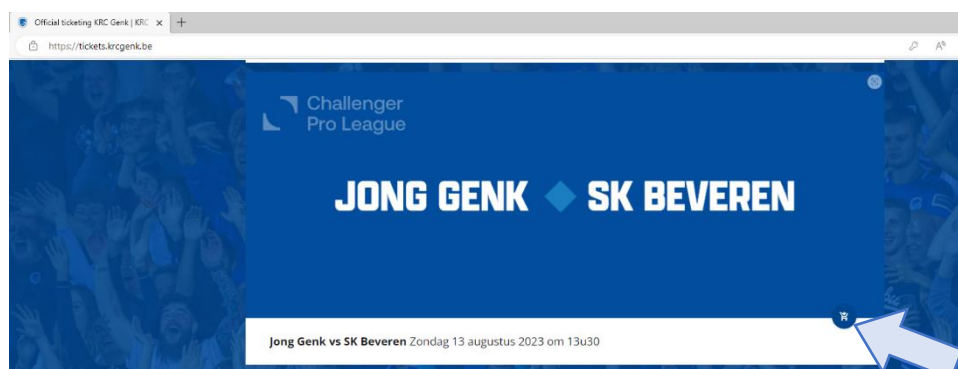 Official ticketing KRC Genk | KRC
https://tickets.krcgenk.be
Challenger
Pro League
JONG GENK SK BEVEREN
Jong Genk vs SK Beveren Zondag 13 augustus 2023 om 13u30